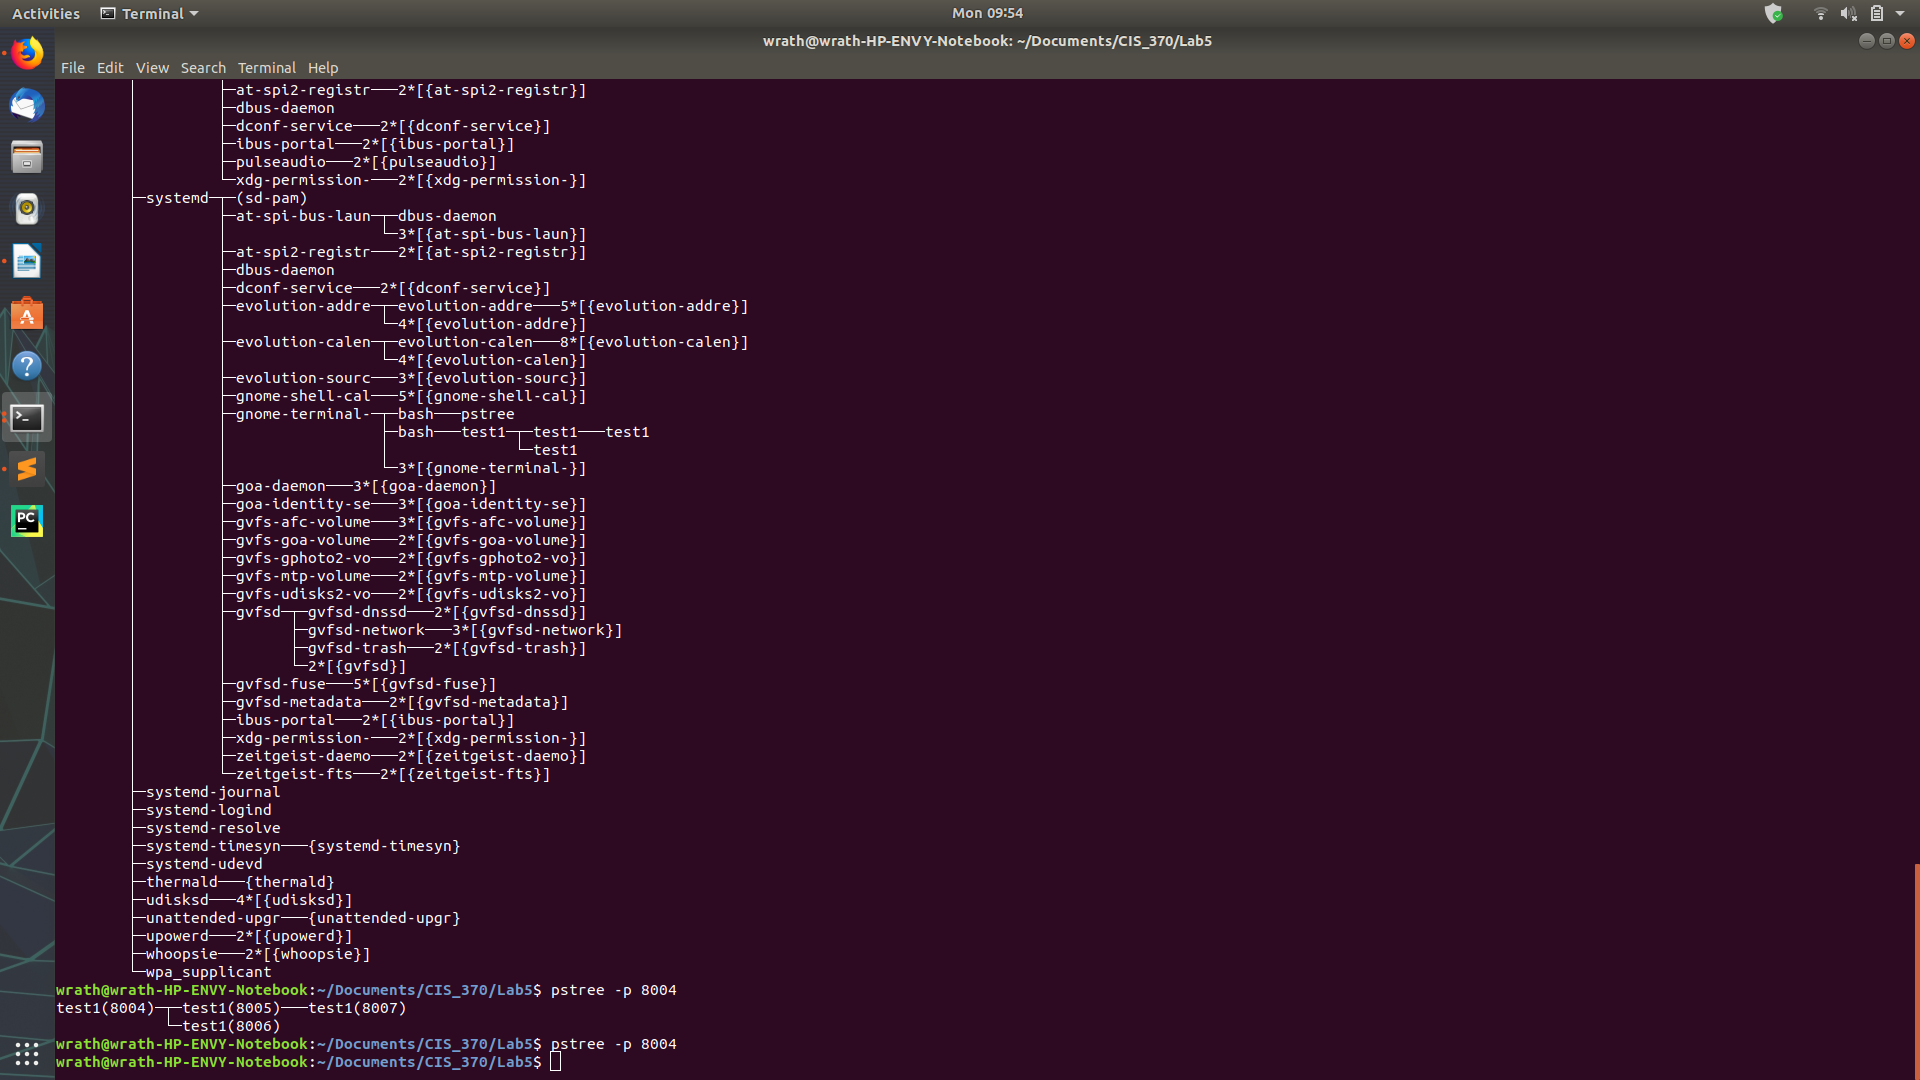 Activities Terminal Mon 09:54
wrath@wrath-HP-ENVY-Notebook: ~/Documents/CIS_370/Lab5
File Edit View Search Terminal Help
├─at-spi2-registr───2*[{at-spi2-registr}]
├─dbus-daemon
├─dconf-service───2*[{dconf-service}]
├─ibus-portal───2*[{ibus-portal}]
├─pulseaudio───2*[{pulseaudio}]
└─xdg-permission-───2*[{xdg-permission-}]
├─systemd─┬─(sd-pam)
├─at-spi-bus-laun─┬─dbus-daemon
└─3*[{at-spi-bus-laun}]
├─at-spi2-registr───2*[{at-spi2-registr}]
├─dbus-daemon
├─dconf-service───2*[{dconf-service}]
├─evolution-addre─┬─evolution-addre───5*[{evolution-addre}]
└─4*[{evolution-addre}]
├─evolution-calen─┬─evolution-calen───8*[{evolution-calen}]
└─4*[{evolution-calen}]
├─evolution-sourc───3*[{evolution-sourc}]
├─gnome-shell-cal───5*[{gnome-shell-cal}]
├─gnome-terminal-─┬─bash───pstree
├─bash───test1─┬─test1───test1
└─test1
└─3*[{gnome-terminal-}]
├─goa-daemon───3*[{goa-daemon}]
├─goa-identity-se───3*[{goa-identity-se}]
├─gvfs-afc-volume───3*[{gvfs-afc-volume}]
├─gvfs-goa-volume───2*[{gvfs-goa-volume}]
├─gvfs-gphoto2-vo───2*[{gvfs-gphoto2-vo}]
├─gvfs-mtp-volume───2*[{gvfs-mtp-volume}]
├─gvfs-udisks2-vo───2*[{gvfs-udisks2-vo}]
├─gvfsd─┬─gvfsd-dnssd───2*[{gvfsd-dnssd}]
├─gvfsd-network───3*[{gvfsd-network}]
├─gvfsd-trash───2*[{gvfsd-trash}]
└─2*[{gvfsd}]
├─gvfsd-fuse───5*[{gvfsd-fuse}]
├─gvfsd-metadata───2*[{gvfsd-metadata}]
├─ibus-portal───2*[{ibus-portal}]
├─xdg-permission-───2*[{xdg-permission-}]
├─zeitgeist-daemo───2*[{zeitgeist-daemo}]
└─zeitgeist-fts───2*[{zeitgeist-fts}]
├─systemd-journal
├─systemd-logind
├─systemd-resolve
├─systemd-timesyn───{systemd-timesyn}
├─systemd-udevd
├─thermald───{thermald}
├─udisksd───4*[{udisksd}]
├─unattended-upgr───{unattended-upgr}
├─upowerd───2*[{upowerd}]
├─whoopsie───2*[{whoopsie}]
└─wpa_supplicant
wrath@wrath-HP-ENVY-Notebook:~/Documents/CIS_370/Lab5$ pstree -p 8004
test1(8004)─┬─test1(8005)───test1(8007)
└─test1(8006)
wrath@wrath-HP-ENVY-Notebook:~/Documents/CIS_370/Lab5$ pstree -p 8004
wrath@wrath-HP-ENVY-Notebook:~/Documents/CIS_370/Lab5$
PC